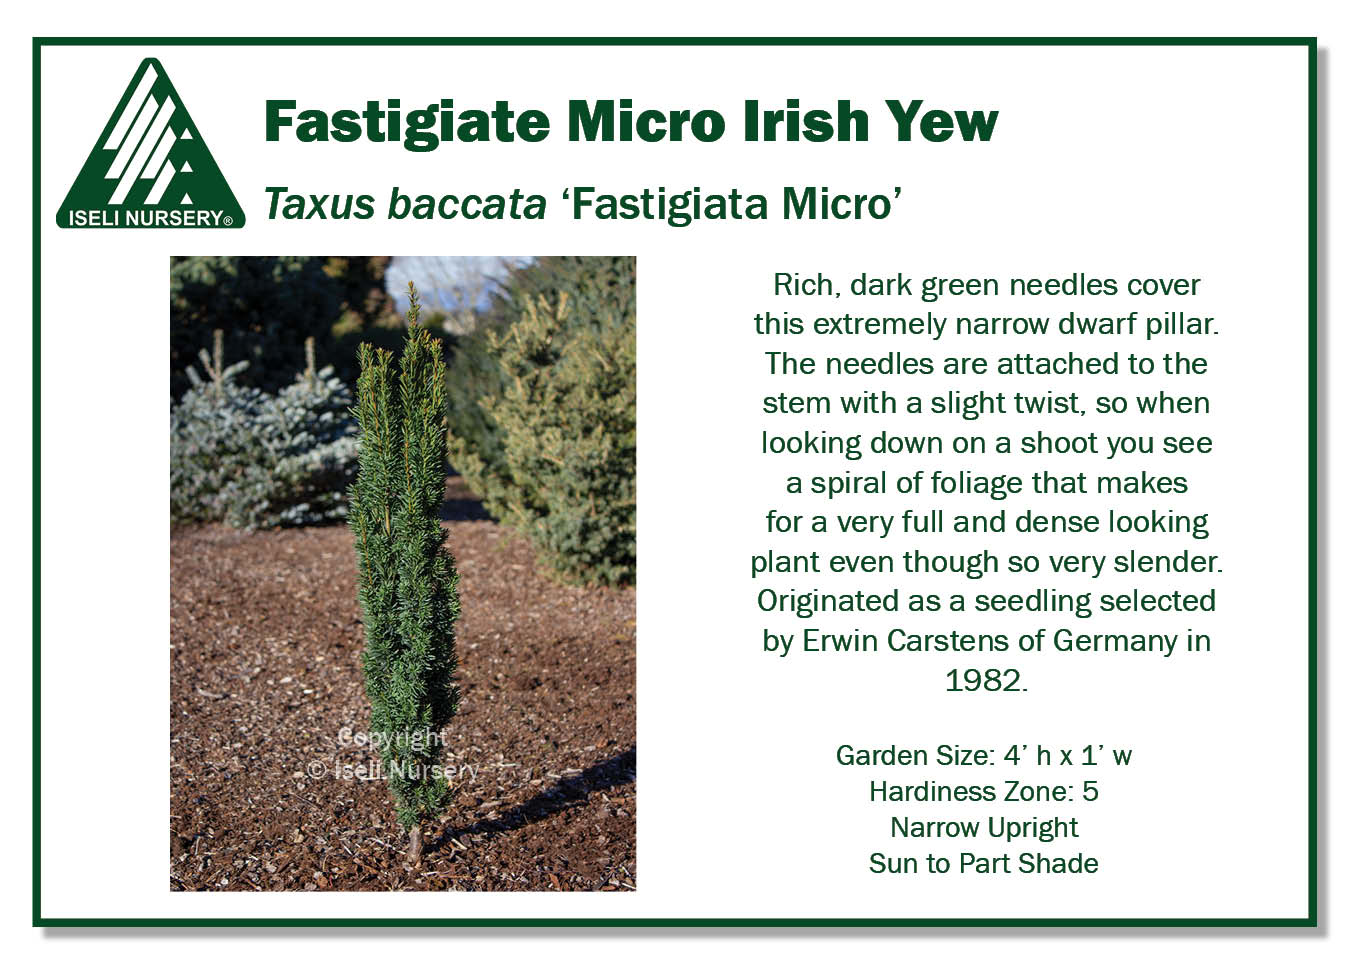 Fastigiate Micro Irish Yew
Taxus baccata ‘Fastigiata Micro’
ISELI NURSERY®
Rich, dark green needles cover
this extremely narrow dwarf pillar.
The needles are attached to the
stem with a slight twist, so when
looking down on a shoot you see
a spiral of foliage that makes
for a very full and dense looking
plant even though so very slender.
Originated as a seedling selected
by Erwin Carstens of Germany in
1982.
Garden Size: 4’ h x 1’ w
Hardiness Zone: 5
Narrow Upright
Sun to Part Shade
Copyright
© Iseli Nursery